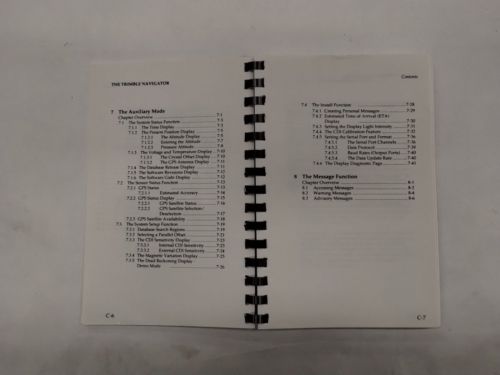 THE TRIMBLE NAVIGATOR
7 The Auxiliary Mode
Chapter Overview 7-1
7.1 The System Status Function 7-3
7.1.1 The Time Display 7-3
7.1.2 The Present Position Display 7-5
7.1.2.1 The Altitude Display 7-5
7.1.2.2 Entering the Altitude 7-7
7.1.2.3 Pressure Altitude 7-8
7.1.3 The Voltage and Temperature Display 7-10
7.1.3.1 The Crystal Offset Display 7-10
7.1.3.2 The GPS Antenna Display 7-11
7.1.4 The Database Release Display
7.1.5 The Software Revisions Display 7-12
7.1.6 The Software Code Display 7-12
7.2 The Sensor Status Function 7-13
7.2.1 GPS Status 7-13
7.2.1.1 Estimated Accuracy 7-14
7.2.2 GPS Status Display 7-15
7.2.2.1 GPS Satellite Status 7-16
7.2.2.2 GPS Satellite Selection/
Deselection 7-17
7.2.3 GPS Satellite Availability 7-18
7.3 The System Setup Function 7-19
7.3.1 Database Search Regions 7-19
7.3.2 Selecting a Parallel Offset 7-21
7.3.3 The CDI Sensitivity Display 7-23
7.3.3.1 Internal CDI Sensitivity 7-23
7.3.3.2 External CDI Sensitivity 7-24
7.3.4 The Magnetic Variation Display 7-25
7.3.5 The Dead Reckoning Display
Demo Mode 7-26
C-6
Contents
7.4 The Install Function 7-28
7.4.1 Creating Personal Messages 7-29
7.4.2 Estimated Time of Arrival (ETA)
Display 7-30
7.4.3 Setting the Display Light Intensity 7-31
7.4.4 The CDI Calibration Feature 7-32
7.4.5 Setting the Serial Port and Format 7-36
7.4.5.1 The Serial Port Channels 7-36
7.4.5.2 Data Protocol 7-39
7.4.5.3 Baud Rates (Output Ports) 7-40
7.4.5.4 The Data Update Rate 7-40
7.4.6 The Display Diagnostic Page 7-41
8 The Message Function
Chapter Overview 8-1
8.1 Accessing Messages 8-3
8.2 Warning Messages 8-4
8.3 Advisory Messages 8-6
C-7